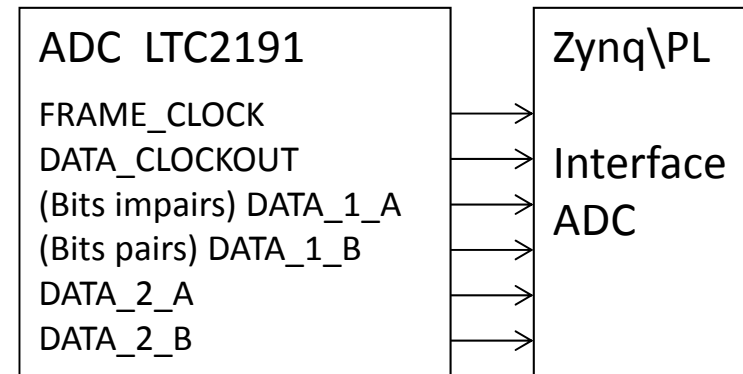 ADC LTC2191
FRAME_CLOCK
DATA_CLOCKOUT
(Bits impairs) DATA_1_A
(Bits pairs) DATA_1_B
DATA_2_A
DATA_2_B
Zynq\PL
Interface
ADC